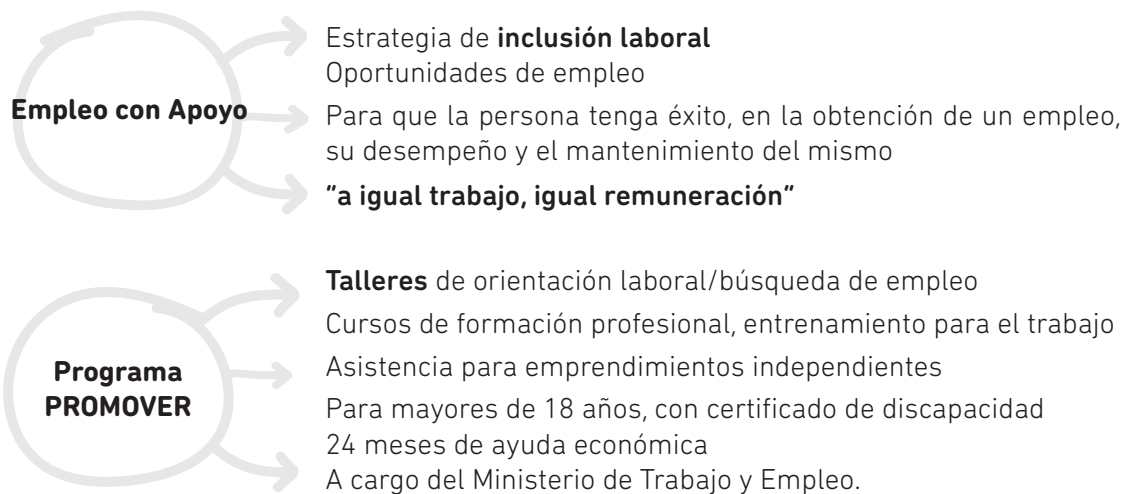 Empleo con Apoyo
Estrategia de inclusión laboral
Oportunidades de empleo
Para que la persona tenga éxito, en la obtención de un empleo,
su desempeño y el mantenimiento del mismo
“a igual trabajo, igual remuneración”
Programa
PROMOVER
Talleres de orientación laboral/búsqueda de empleo
Cursos de formación profesional, entrenamiento para el trabajo
Asistencia para emprendimientos independientes
Para mayores de 18 años, con certificado de discapacidad
24 meses de ayuda económica
A cargo del Ministerio de Trabajo y Empleo.